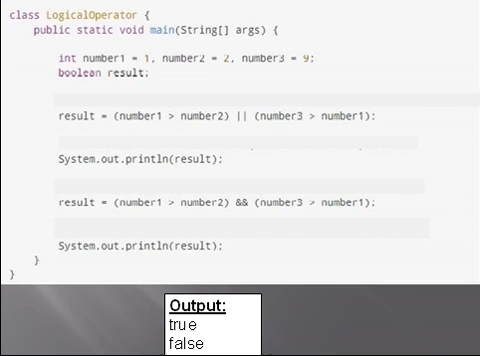 class LogicalOperator {
public static void main(String[] args) {
int number1 = 1, number2 = 2, number3 = 9;
boolean result;
result = (number1 > number2) || (number3 > number1);
System.out.println(result);
result = (number1 > number2) && (number3 > number1);
System.out.println(result);
}
}
Output:
true
false